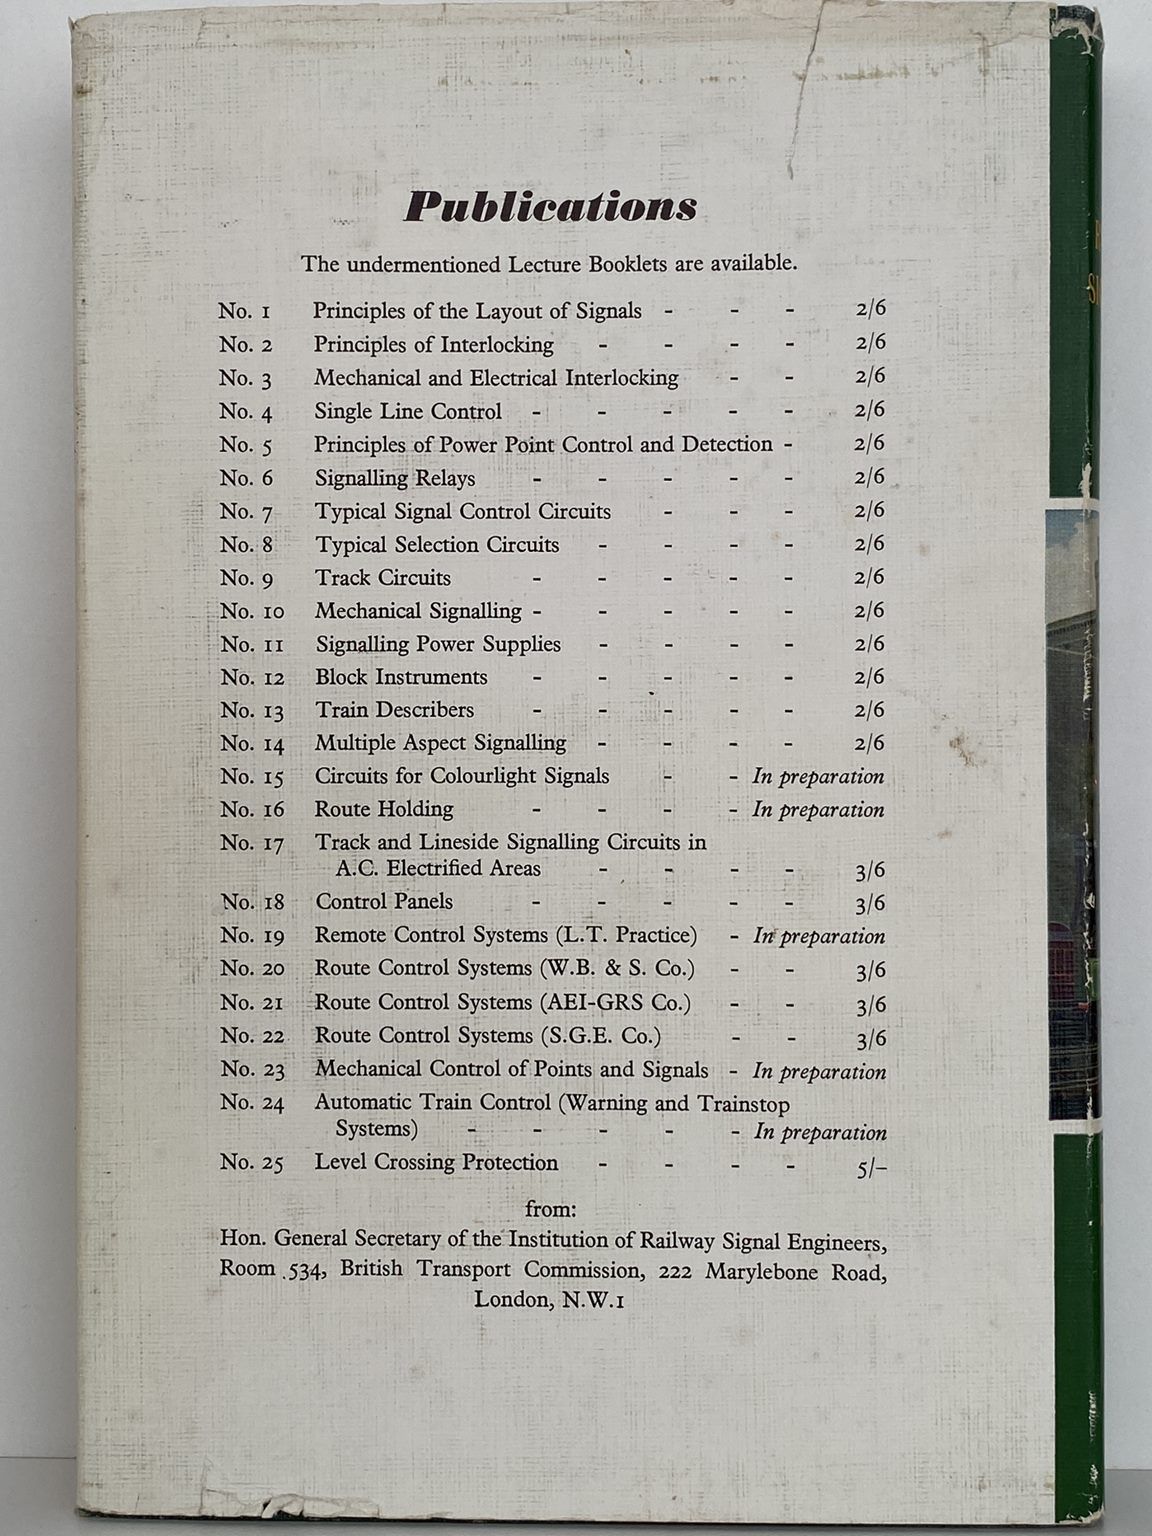 Publications
The undermentioned Lecture Booklets are available.
No. 1 Principles of the Layout of Signals - - - 2/6
No. 2 Principles of Interlocking - - - - 2/6
No. 3 Mechanical and Electrical Interlocking - - 2/6
No. 4 Single Line Control - - - - - 2/6
No. 5 Principles of Power Point Control and Detection - 2/6
No. 6 Signalling Relays - - - - - 2/6
No. 7 Typical Signal Control Circuits - - - 2/6
No. 8 Typical Selection Circuits - - - - 2/6
No. 9 Track Circuits - - - - - 2/6
No. 10 Mechanical Signalling - - - - - 2/6
No. 11 Signalling Power Supplies - - - - 2/6
No. 12 Block Instruments - - - - - 2/6
No. 13 Train Describers - - - - - 2/6
No. 14 Multiple Aspect Signalling - - - - 2/6
No. 15 Circuits for Colourlight Signals - - In preparation
No. 16 Route Holding - - - - In preparation
No. 17 Track and Lineside Signalling Circuits in
A.C. Electrified Areas - - - - 3/6
No. 18 Control Panels - - - - - 3/6
No. 19 Remote Control Systems (L.T. Practice) - In preparation
No. 20 Route Control Systems (W.B. & S. Co.) - - 3/6
No. 21 Route Control Systems (AEI-GRS Co.) - - 3/6
No. 22 Route Control Systems (S.G.E. Co.) - - 3/6
No. 23 Mechanical Control of Points and Signals - In preparation
No. 24 Automatic Train Control (Warning and Trainstop
Systems) - - - - - In preparation
No. 25 Level Crossing Protection - - - - 5/–
from:
Hon. General Secretary of the Institution of Railway Signal Engineers,
Room 534, British Transport Commission, 222 Marylebone Road,
London, N.W.1